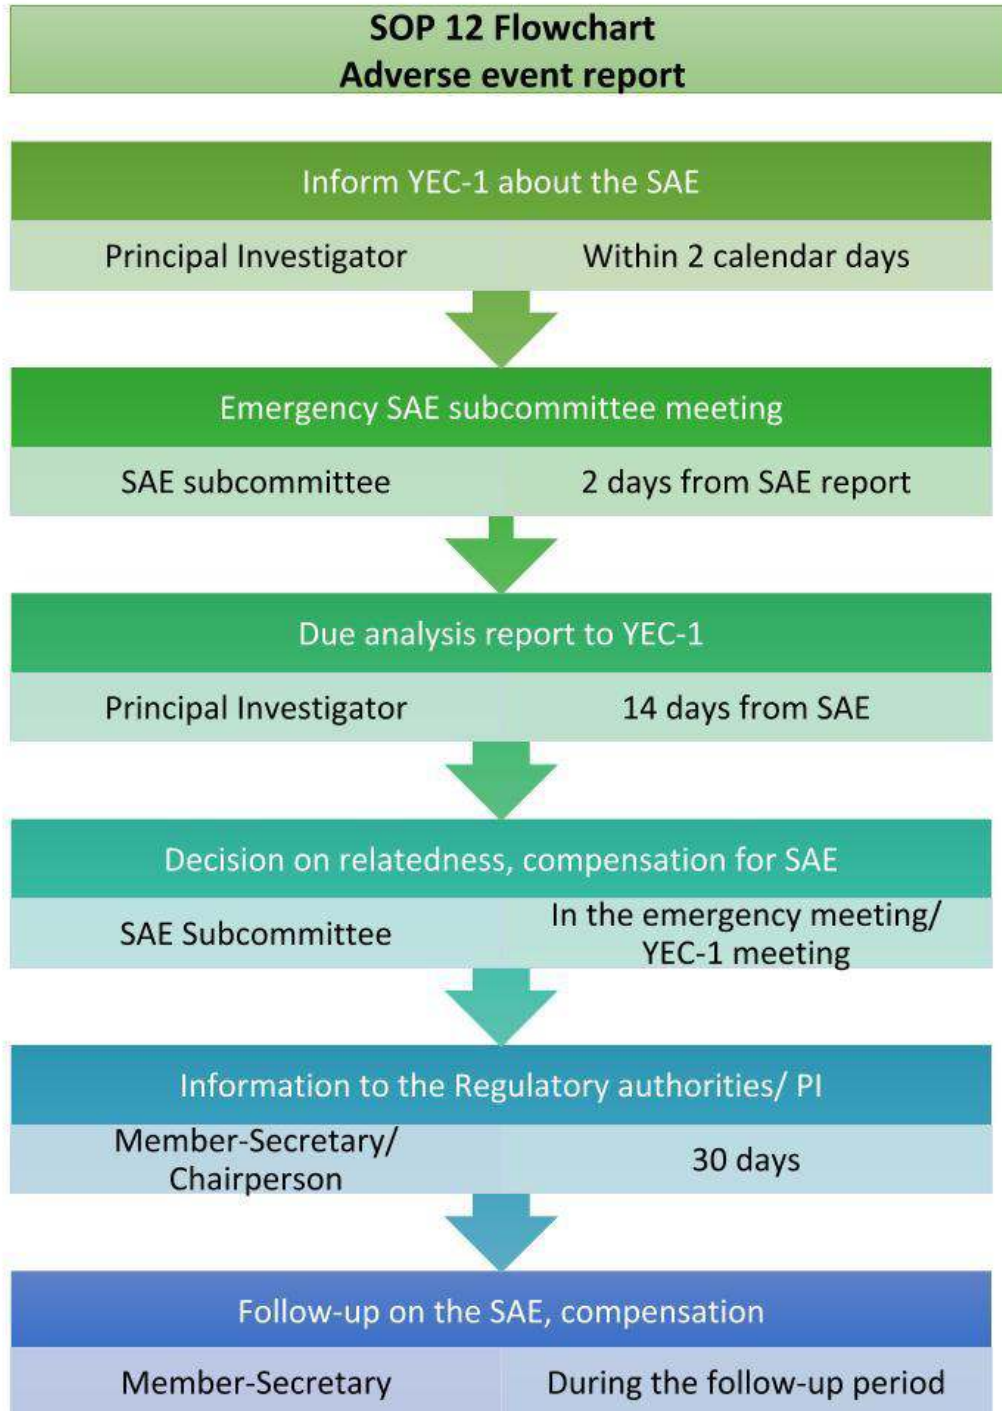 SOP 12 Flowchart
Adverse event report
Inform YEC-1 about the SAE
Principal Investigator
Within 2 calendar days
Emergency SAE subcommittee meeting
SAE subcommittee
2 days from SAE report
Due analysis report to YEC-1
Principal Investigator
14 days from SAE
Decision on relatedness, compensation for SAE
SAE Subcommittee
In the emergency meeting/
YEC-1 meeting
Information to the Regulatory authorities/ PI
Member-Secretary/
Chairperson
30 days
Follow-up on the SAE, compensation
Member-Secretary
During the follow-up period